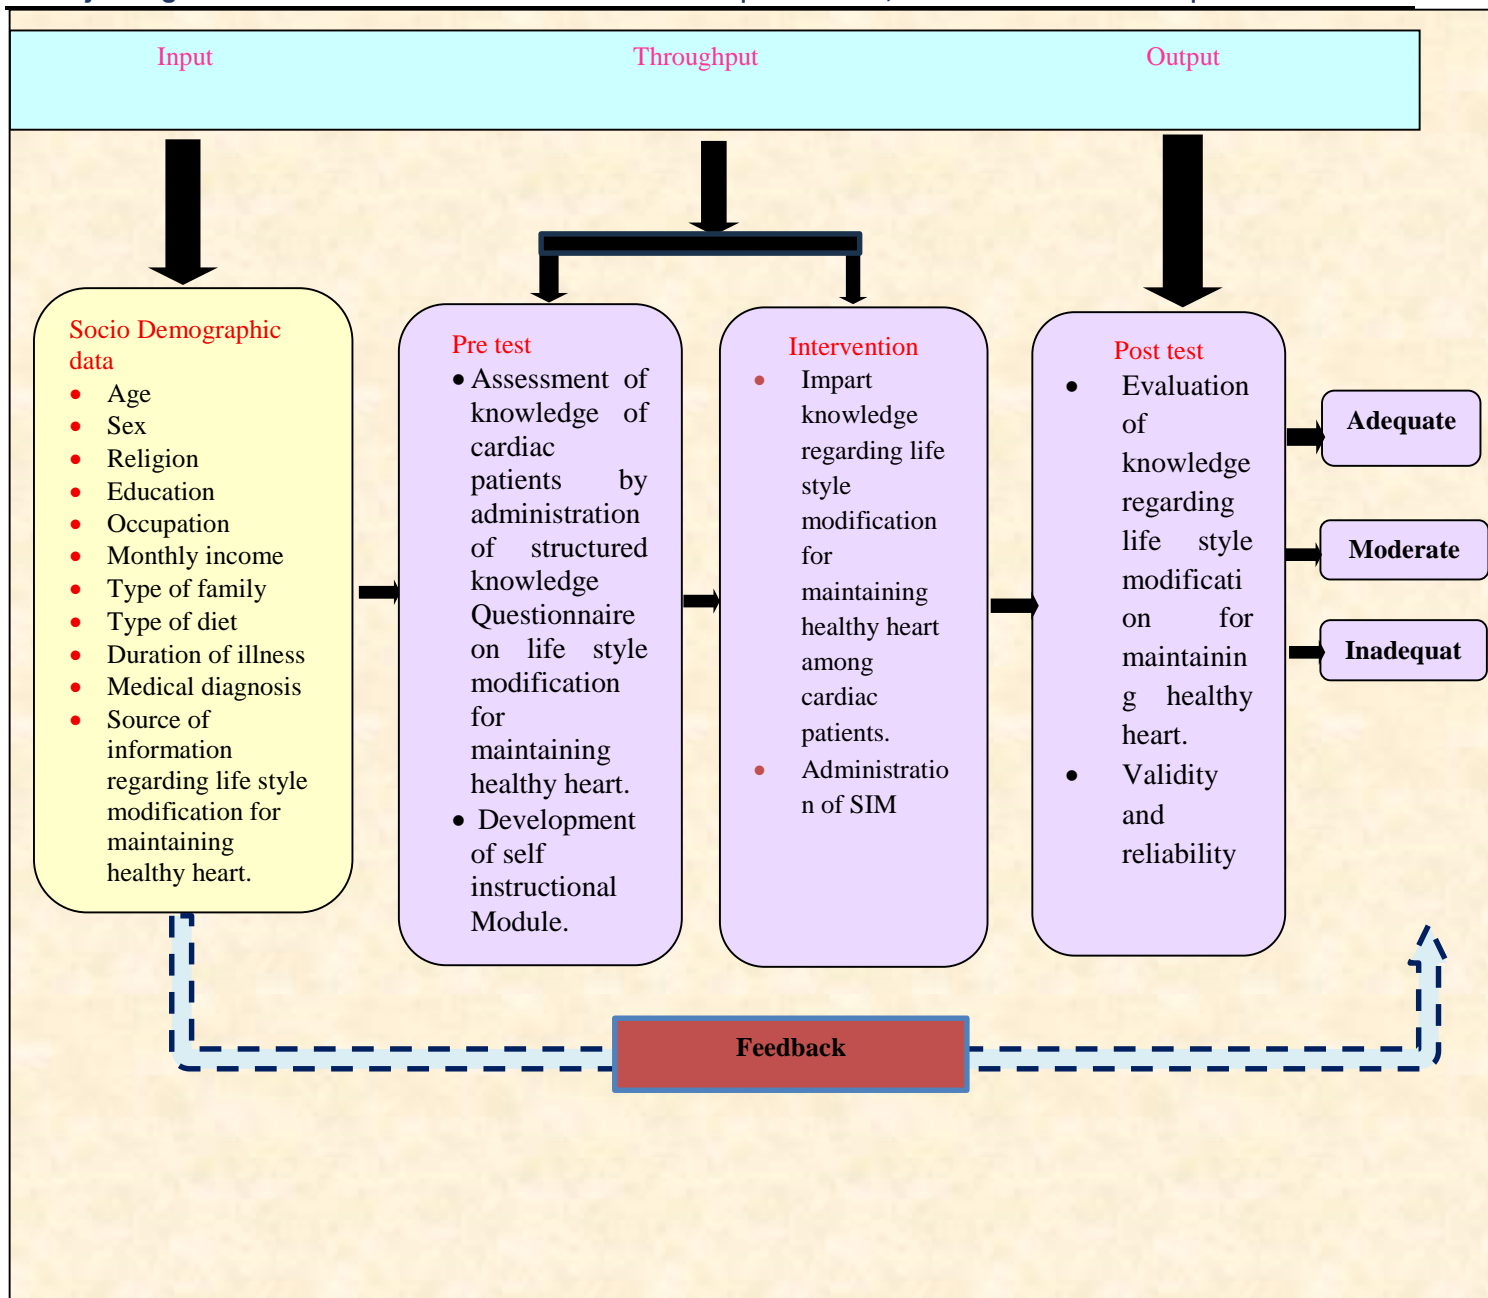 Input Throughput Output
Socio Demographic
data
• Age
• Sex
• Religion
• Education
• Occupation
• Monthly income
• Type of family
• Type of diet
• Duration of illness
• Medical diagnosis
• Source of
information
regarding life style
modification for
maintaining
healthy heart.
Pre test
• Assessment of
knowledge of
cardiac
patients by
administration
of structured
knowledge
Questionnaire
on life style
modification
for
maintaining
healthy heart.
• Development
of self
instructional
Module.
Intervention
• Impart
knowledge
regarding life
style
modification
for
maintaining
healthy heart
among
cardiac
patients.
• Administratio
n of SIM
Post test
• Evaluation
of
knowledge
regarding
life style
modificati
on for
maintainin
g healthy
heart.
• Validity
and
reliability
Adequate
Moderate
Inadequat
Feedback